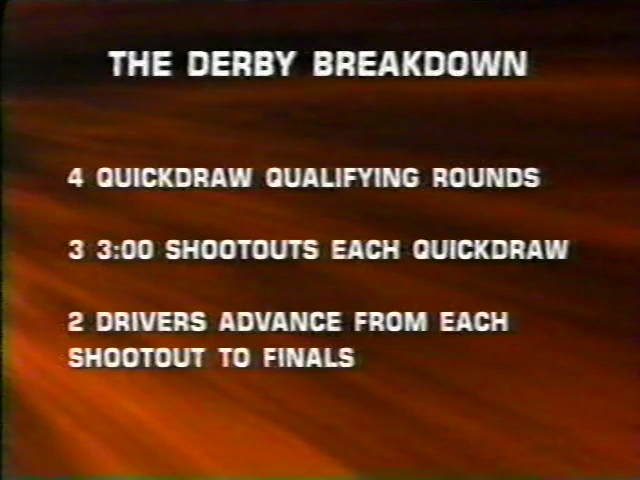 THE DERBY BREAKDOWN
4 QUICKDRAW QUALIFYING ROUNDS
3 3:00 SHOOTOUTS EACH QUICKDRAW
2 DRIVERS ADVANCE FROM EACH
SHOOTOUT TO FINALS